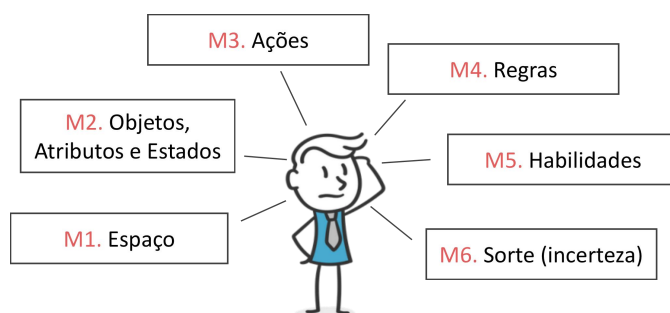 M3. Ações
M4. Regras
M2. Objetos,
Atributos e Estados
M5. Habilidades
M1. Espaço
M6. Sorte (incerteza)